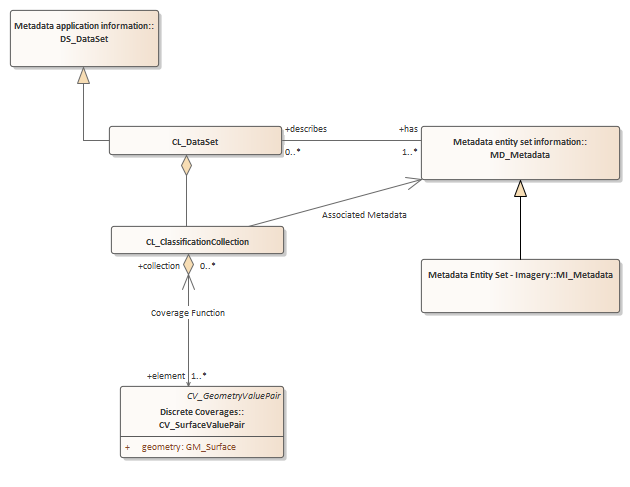 Metadata application information::
DS_DataSet
CL_DataSet
+describes
+has
0..*
1..*
Metadata entity set information::
MD_Metadata
Associated Metadata
CL_ClassificationCollection
+collection
0..*
Metadata Entity Set - Imagery::MI_Metadata
Coverage Function
+element
1..*
CV_GeometryValuePair
Discrete Coverages::
CV_SurfaceValuePair
+ geometry: GM_Surface